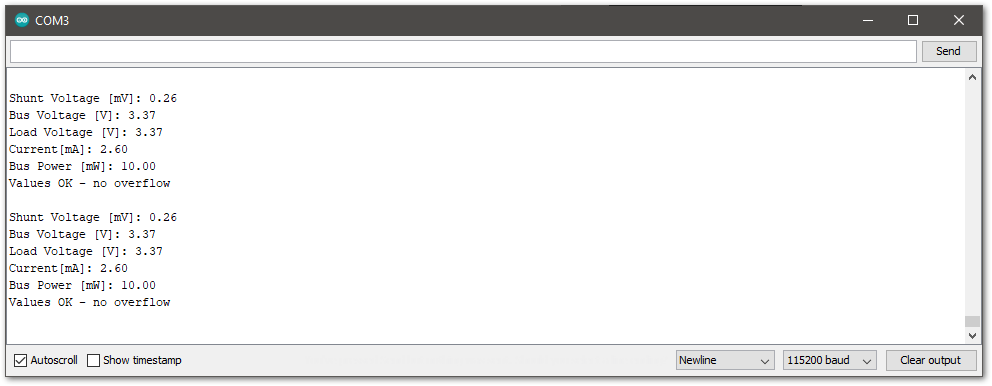 COM3
Send
Shunt Voltage [mV]: 0.26
Bus Voltage [V]: 3.37
Load Voltage [V]: 3.37
Current[mA]: 2.60
Bus Power [mW]: 10.00
Values OK - no overflow
Shunt Voltage [mV]: 0.26
Bus Voltage [V]: 3.37
Load Voltage [V]: 3.37
Current[mA]: 2.60
Bus Power [mW]: 10.00
Values OK - no overflow
Autoscroll Show timestamp Newline 115200 baud Clear output